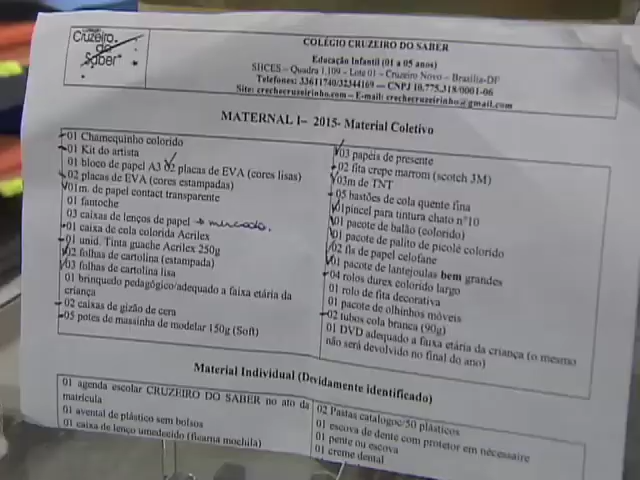 Cruzeiro
do
Saber
COLÉGIO CRUZEIRO DO SABER
Educação Infantil (01 a 05 anos)
SHCES – Quadra 1.109 – Lote 01 – Cruzeiro Novo – Brasília-DF
Telefones: 33611740/32344169 – CNPJ 10.775.318/0001-06
Site: crechecruzeirinho.com – E-mail: crechecruzeirinho@gmail.com
MATERNAL I– 2015- Material Coletivo
01 Chamequinho colorido
01 Kit do artista
01 bloco de papel A3 02 placas de EVA (cores lisas)
02 placas de EVA (cores estampadas)
01m. de papel contact transparente
01 fantoche
03 caixas de lenços de papel → mercado.
01 caixa de cola colorida Acrilex
01 unid. Tinta guache Acrilex 250g
02 folhas de cartolina (estampada)
03 folhas de cartolina lisa
01 brinquedo pedagógico/adequado a faixa etária da
criança
02 caixas de gizão de cera
05 potes de massinha de modelar 150g (Soft)
03 papeis de presente
02 fita crepe marrom (scotch 3M)
03m de TNT
05 bastões de cola quente fina
01pincel para tintura chato n°10
01 pacote de balão (colorido)
01 pacote de palito de picolé colorido
02 fls de papel celofane
01 pacote de lantejoulas bem grandes
04 rolos durex colorido largo
01 rolo de fita decorativa
01 pacote de olhinhos móveis
02 tubos cola branca (90g)
01 DVD adequado a faixa etária da criança (o mesmo
não será devolvido no final do ano)
Material Individual (Devidamente identificado)
01 agenda escolar CRUZEIRO DO SABER no ato da
matrícula
01 avental de plástico sem bolsos
01 caixa de lenço umedecido (ficarna mochila)
02 Pastas catalogoc/50 plásticos
01 escova de dente com protetor em nécessaire
01 pente ou escova
01 creme dental